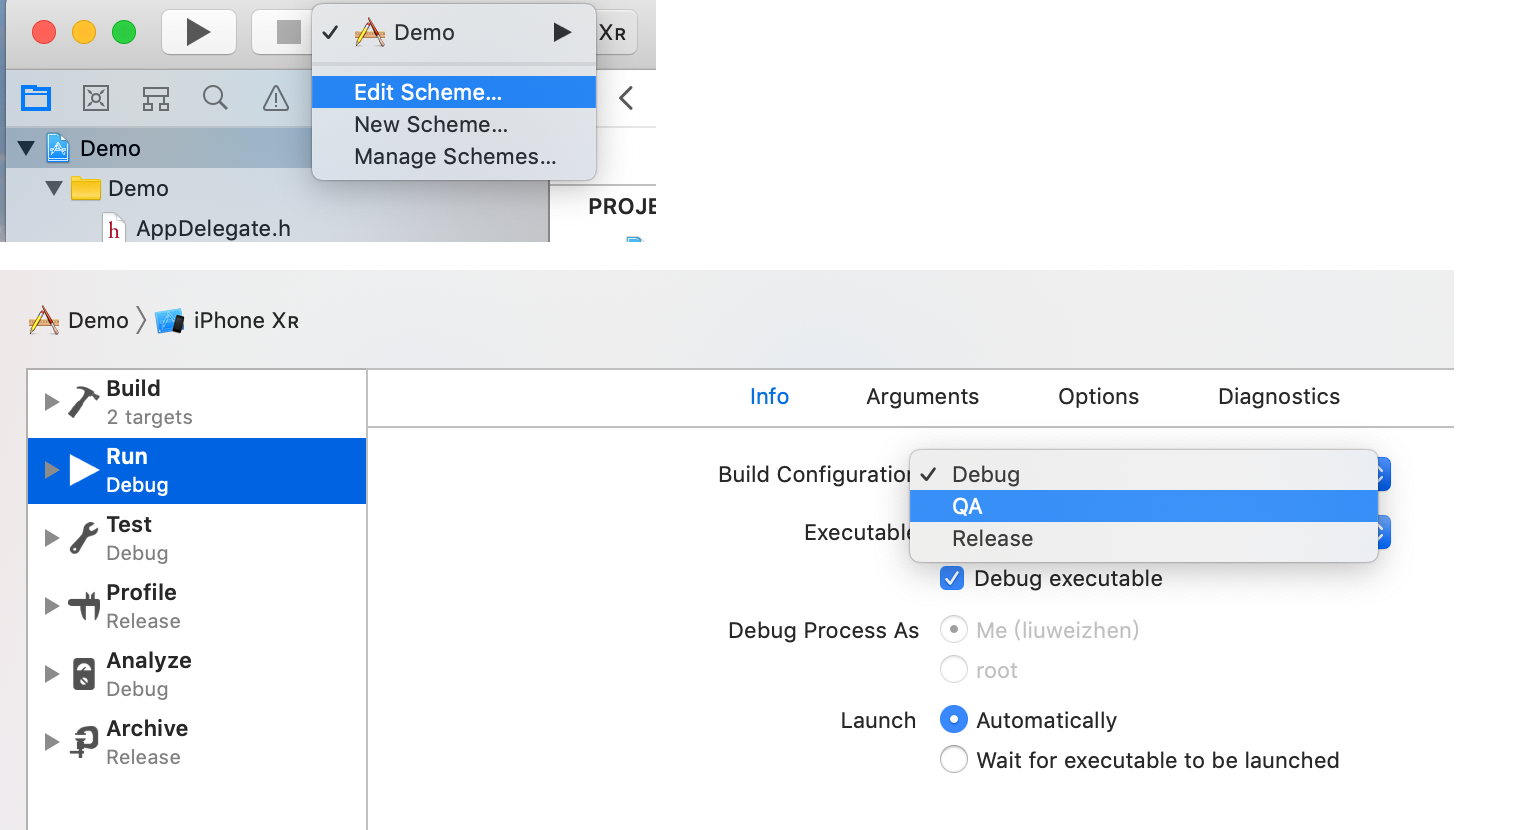 Demo
XR
Edit Scheme...
New Scheme...
Manage Schemes...
Demo
Demo
h AppDelegate.h
PROJE
Demo iPhone XR
Build
2 targets
Run
Debug
Test
Debug
Profile
Release
Analyze
Debug
Archive
Release
Info Arguments Options Diagnostics
Build Configuration
Debug
QA
Release
Executable
Debug executable
Debug Process As Me (liuweizhen)
root
Launch Automatically
Wait for executable to be launched